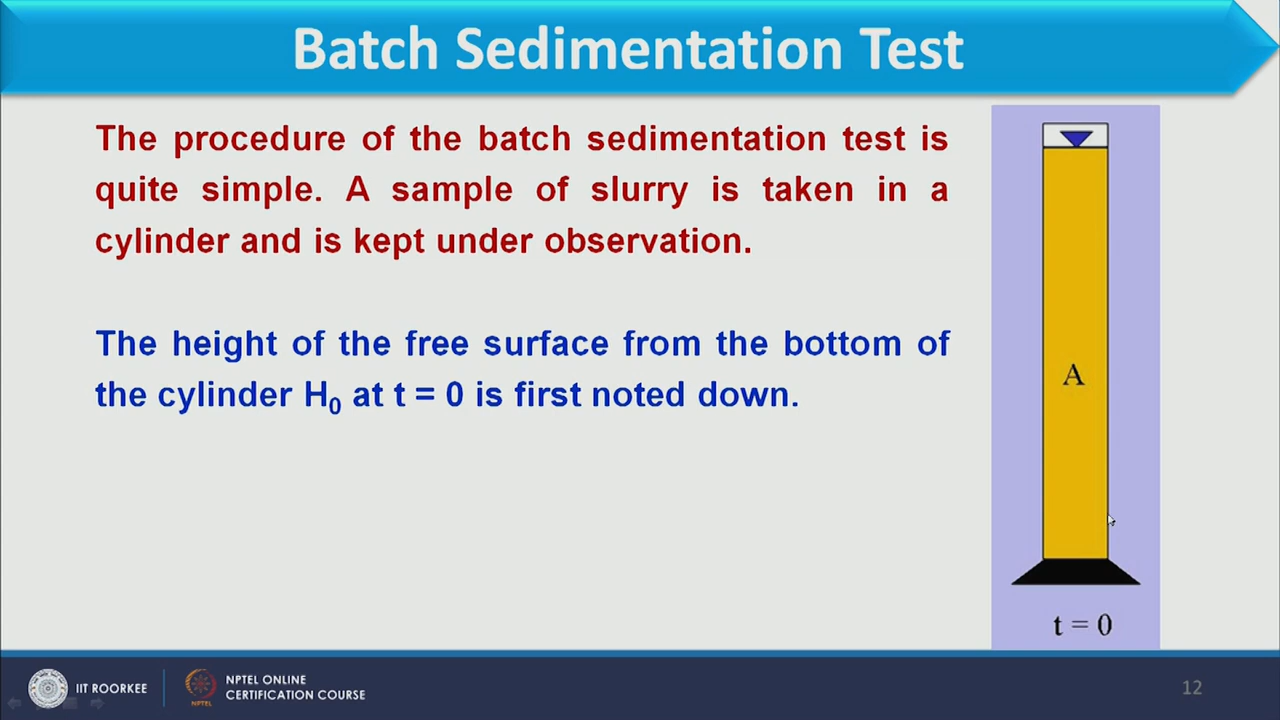 Batch Sedimentation Test
The procedure of the batch sedimentation test is
quite simple. A sample of slurry is taken in a
cylinder and is kept under observation.
The height of the free surface from the bottom of
the cylinder H₀ at t = 0 is first noted down.
A
t = 0
IIT ROORKEE
NPTEL
NPTEL ONLINE
CERTIFICATION COURSE
12